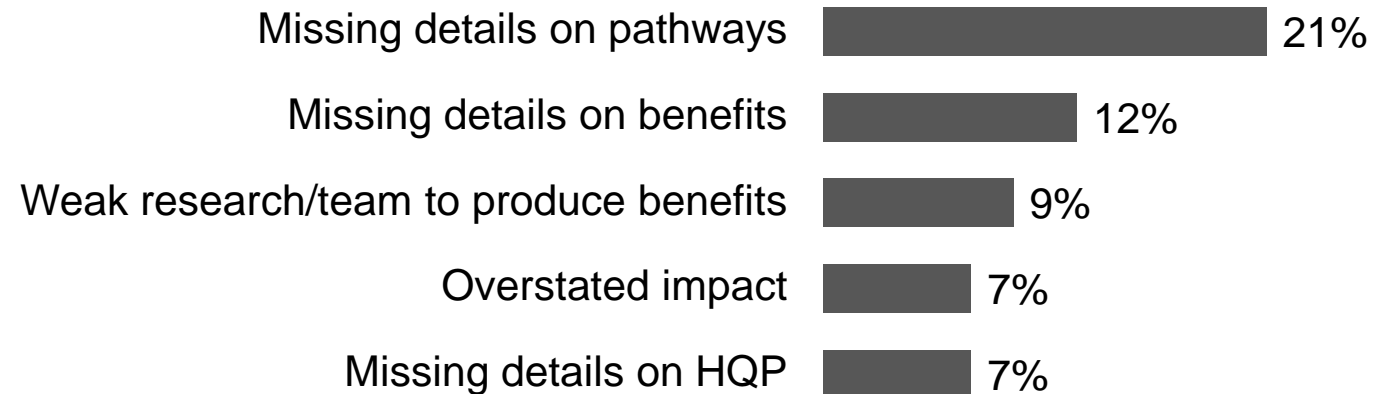 Missing details on pathways 21%
Missing details on benefits 12%
Weak research/team to produce benefits 9%
Overstated impact 7%
Missing details on HQP 7%